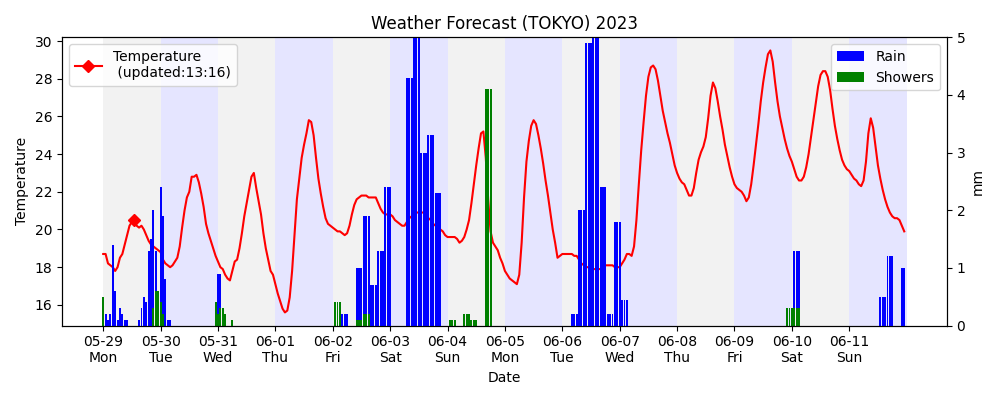 Weather Forecast (TOKYO) 2023
Temperature
(updated:13:16)
Rain
Showers
30
28
26
24
22
20
18
16
Temperature
5
4
3
2
1
0
mm
05-29 05-30 05-31 06-01 06-02 06-03 06-04 06-05 06-06 06-07 06-08 06-09 06-10 06-11
Mon Tue Wed Thu Fri Sat Sun Mon Tue Wed Thu Fri Sat Sun
Date